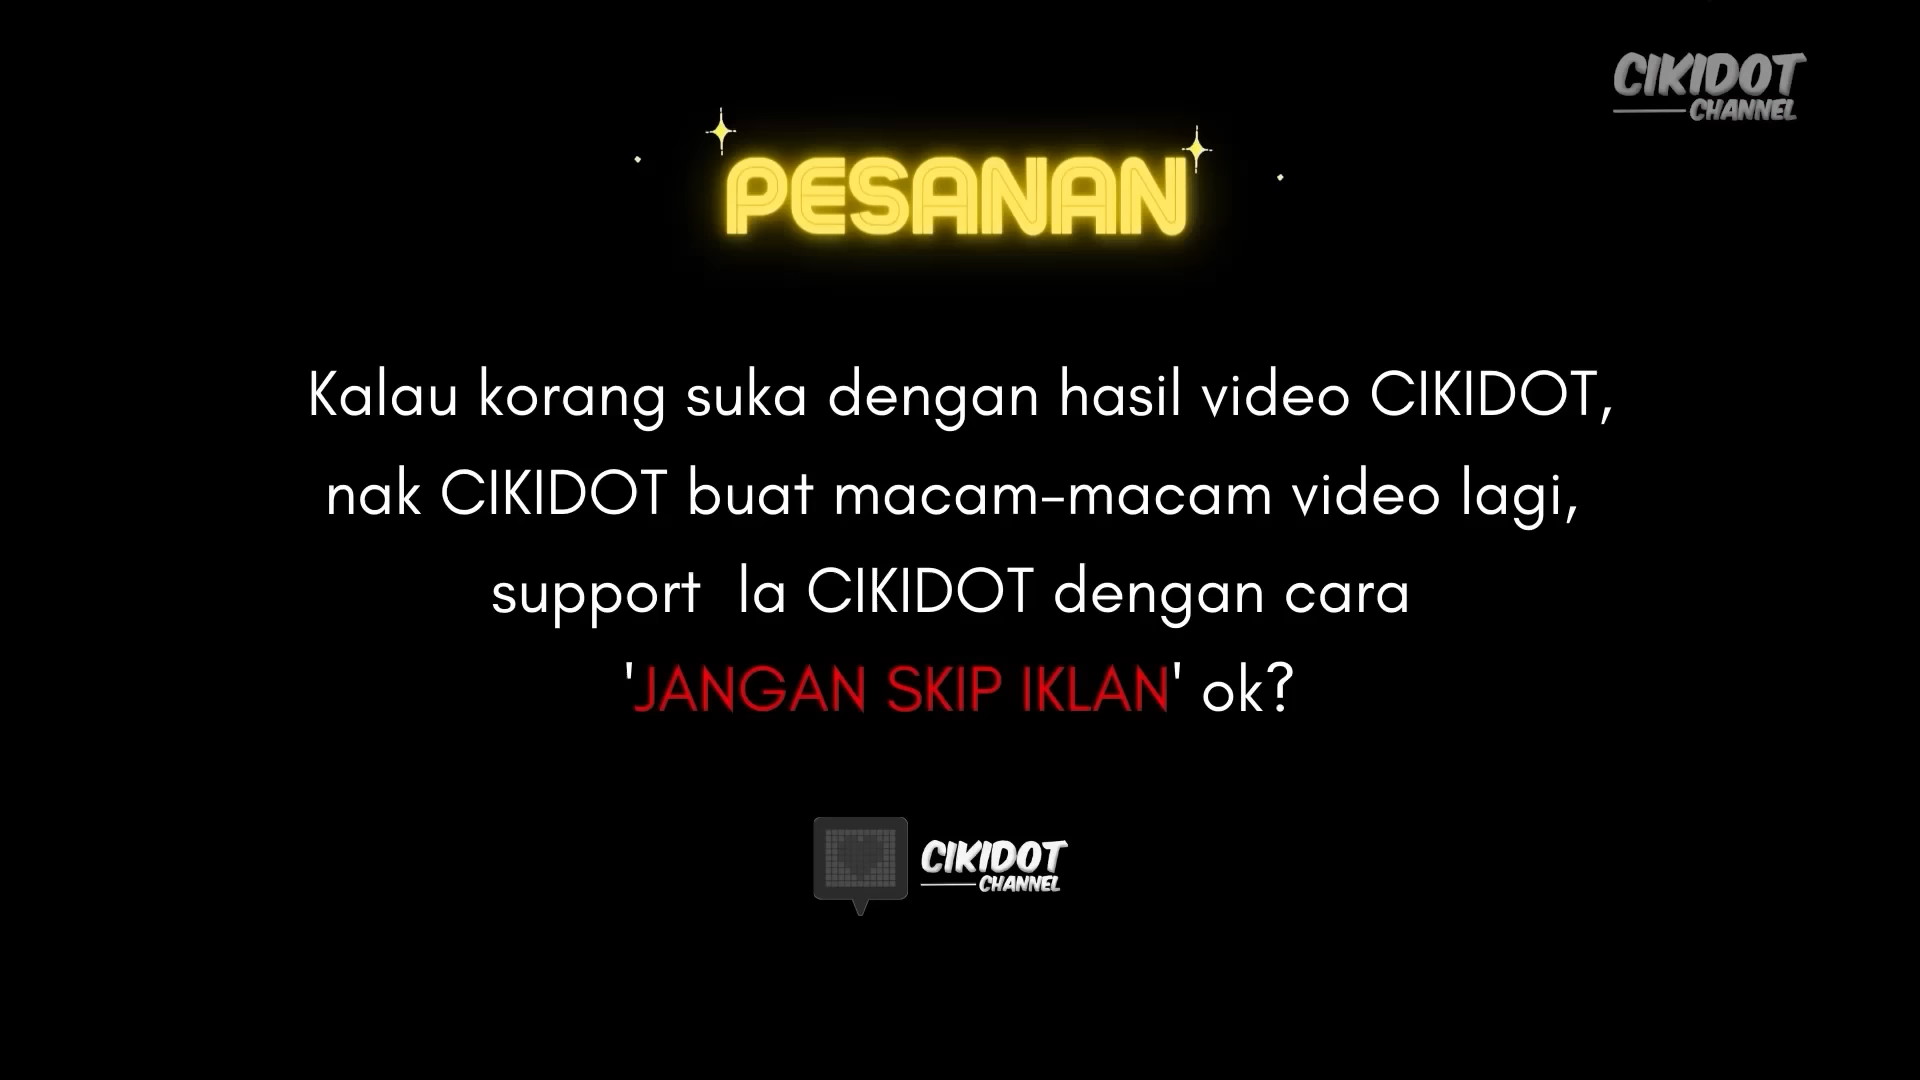 CIKIDOT
CHANNEL
PESANAN
Kalau korang suka dengan hasil video CIKIDOT,
nak CIKIDOT buat macam-macam video lagi,
support  la CIKIDOT dengan cara
'JANGAN SKIP IKLAN' ok?
CIKIDOT
CHANNEL